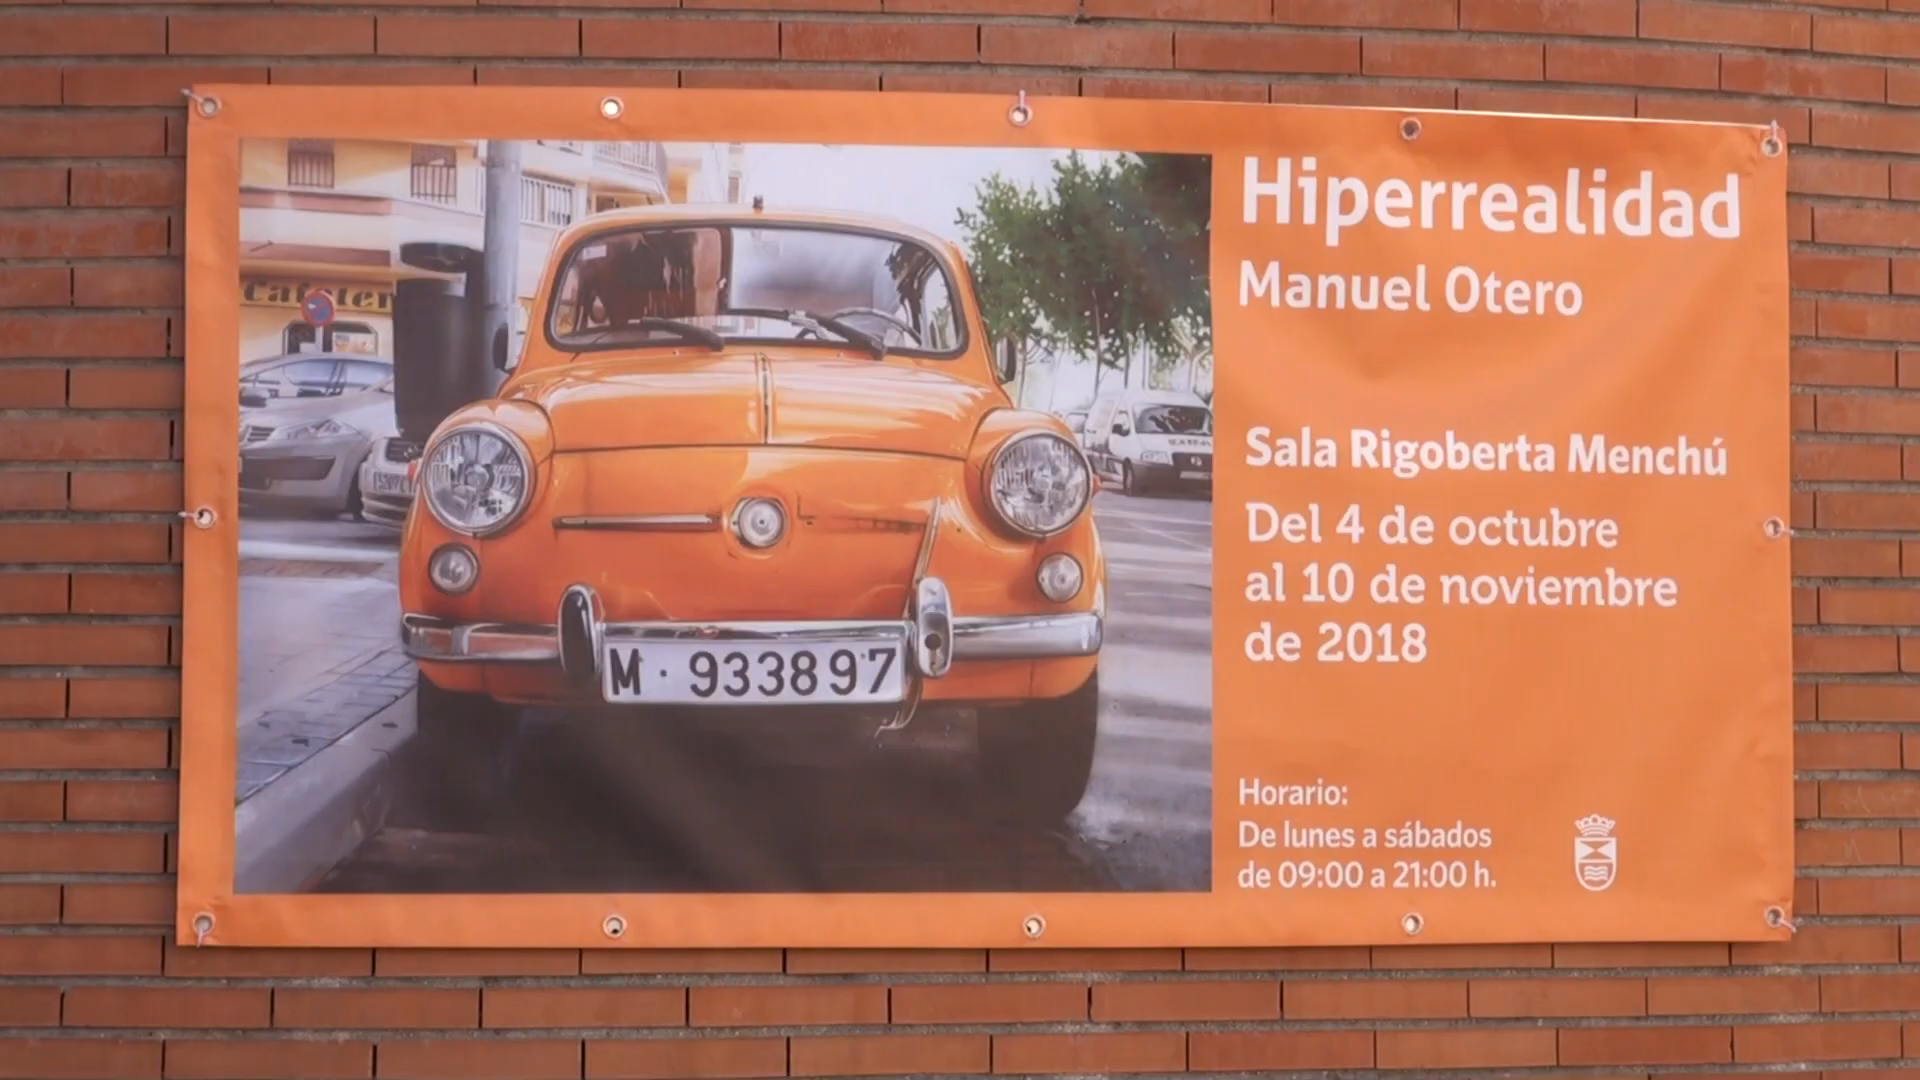 Hiperrealidad
Manuel Otero
Sala Rigoberta Menchú
Del 4 de octubre
al 10 de noviembre
de 2018
Horario:
De lunes a sábados
de 09:00 a 21:00 h.
M·933897